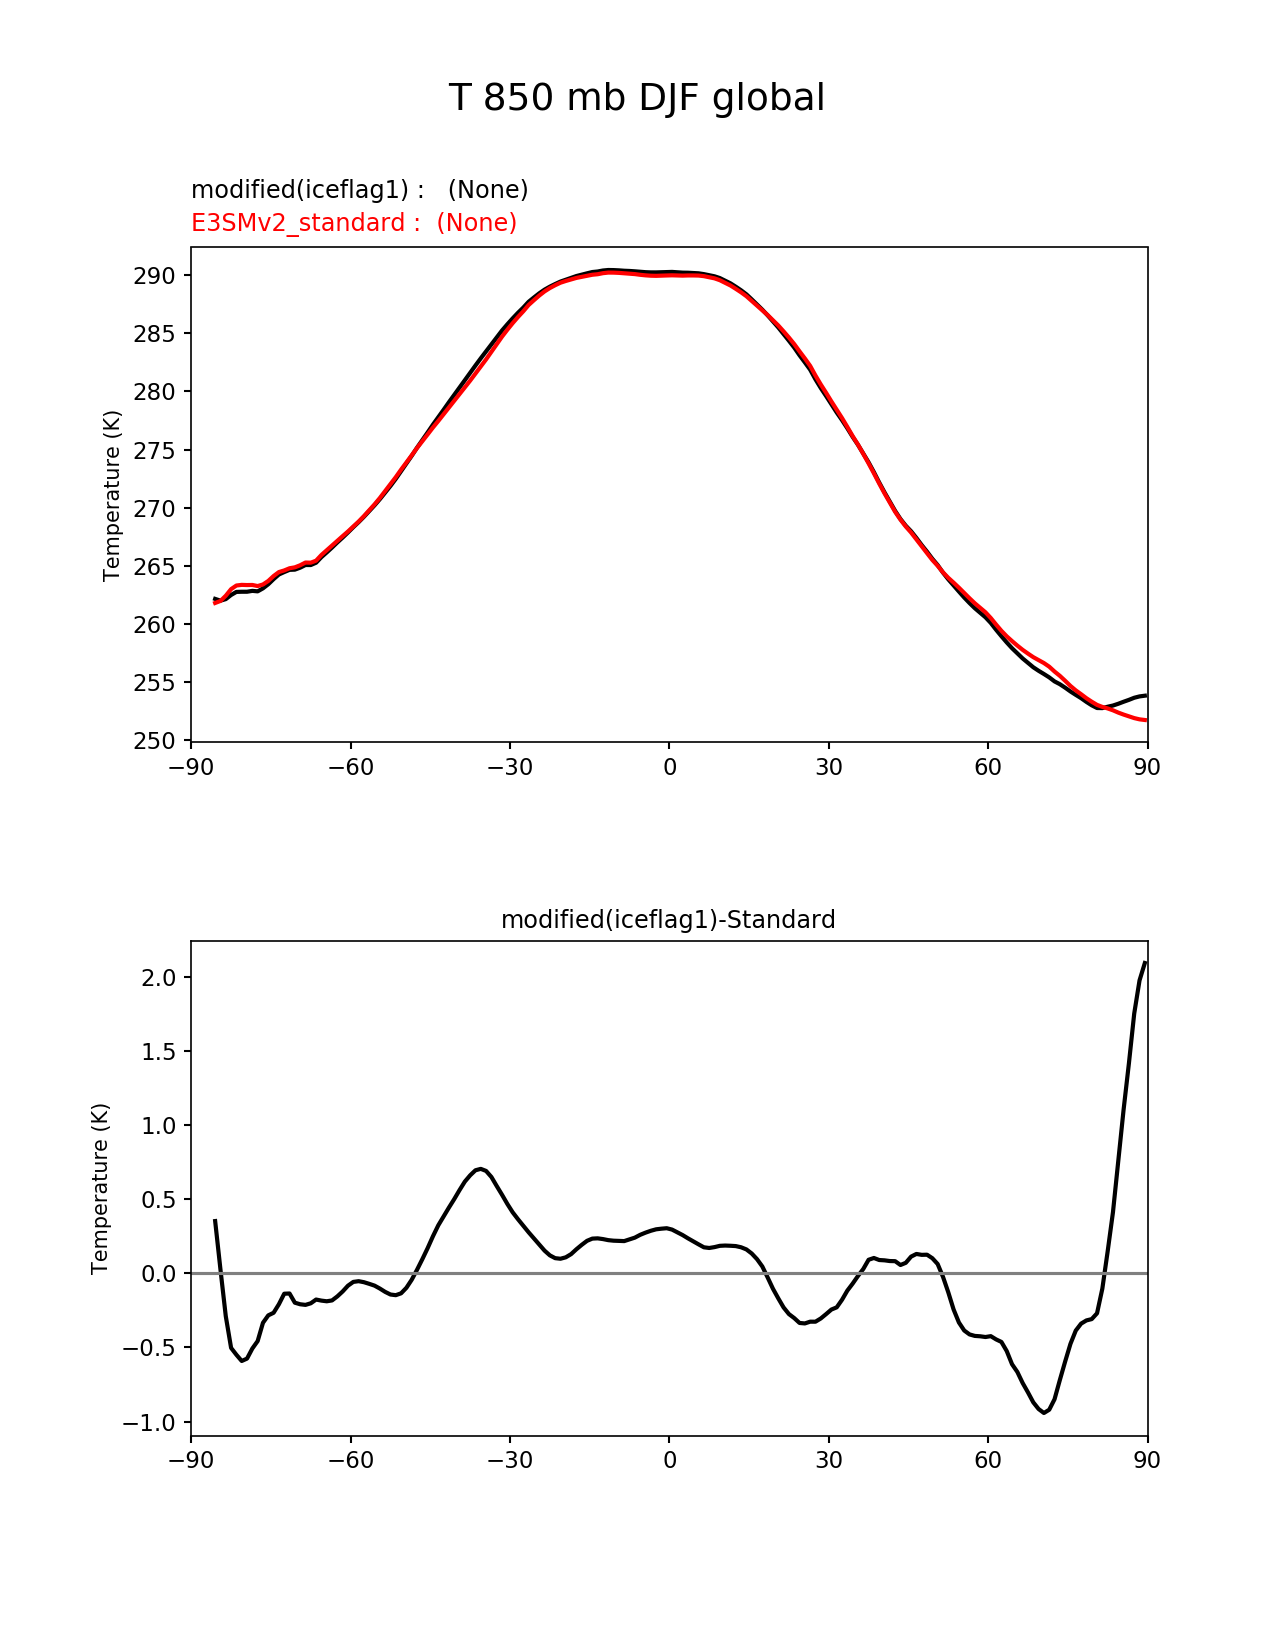 T 850 mb DJF global
modified(iceflag1) :   (None)
E3SMv2_standard :  (None)
Temperature (K)
290
285
280
275
270
265
260
255
250
−90 −60 −30 0 30 60 90
modified(iceflag1)-Standard
Temperature (K)
2.0
1.5
1.0
0.5
0.0
−0.5
−1.0
−90 −60 −30 0 30 60 90